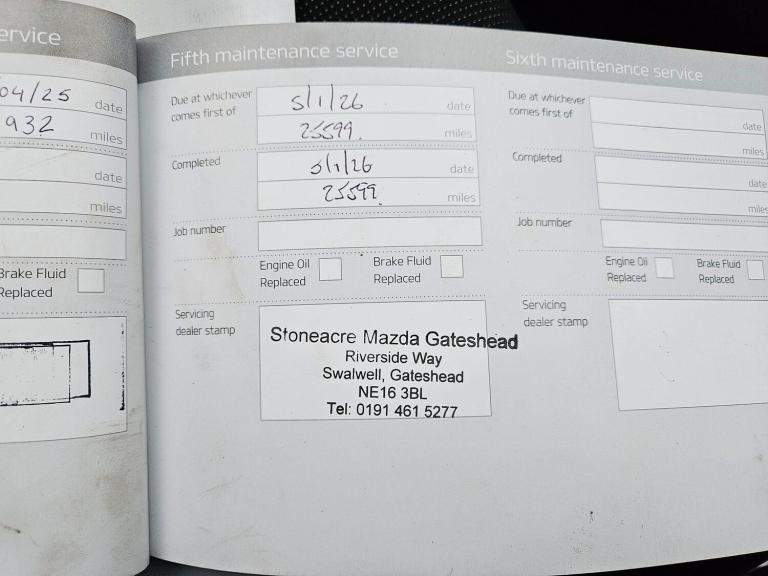 ervice
04/25 date
932 miles
date
miles
Brake Fluid
Replaced
Fifth maintenance service
Due at whichever
comes first of
5/1/26 date
25599. miles
Completed
5/1/26 date
25599. miles
Job number
Engine Oil
Replaced
Brake Fluid
Replaced
Servicing
dealer stamp
Stoneacre Mazda Gateshead
Riverside Way
Swalwell, Gateshead
NE16 3BL
Tel: 0191 461 5277
Sixth maintenance service
Due at whichever
comes first of
date
miles
Completed
date
miles
Job number
Engine Oil
Replaced
Brake Fluid
Replaced
Servicing
dealer stamp